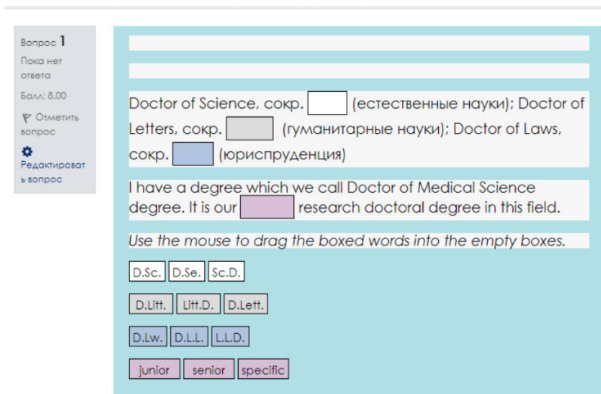 Вопрос 1
Пока нет
ответа
Балл: 8,00
Отметить
вопрос
Редактироват
ь вопрос
Doctor of Science, сокр. (естественные науки); Doctor of
Letters, сокр. (гуманитарные науки); Doctor of Laws,
сокр. (юриспруденция)
I have a degree which we call Doctor of Medical Science
degree. It is our research doctoral degree in this field.
Use the mouse to drag the boxed words into the empty boxes.
D.Sc. D.Se. Sc.D.
D.Litt. Litt.D. D.Lett.
D.Lw. D.L.L. L.L.D.
junior senior specific